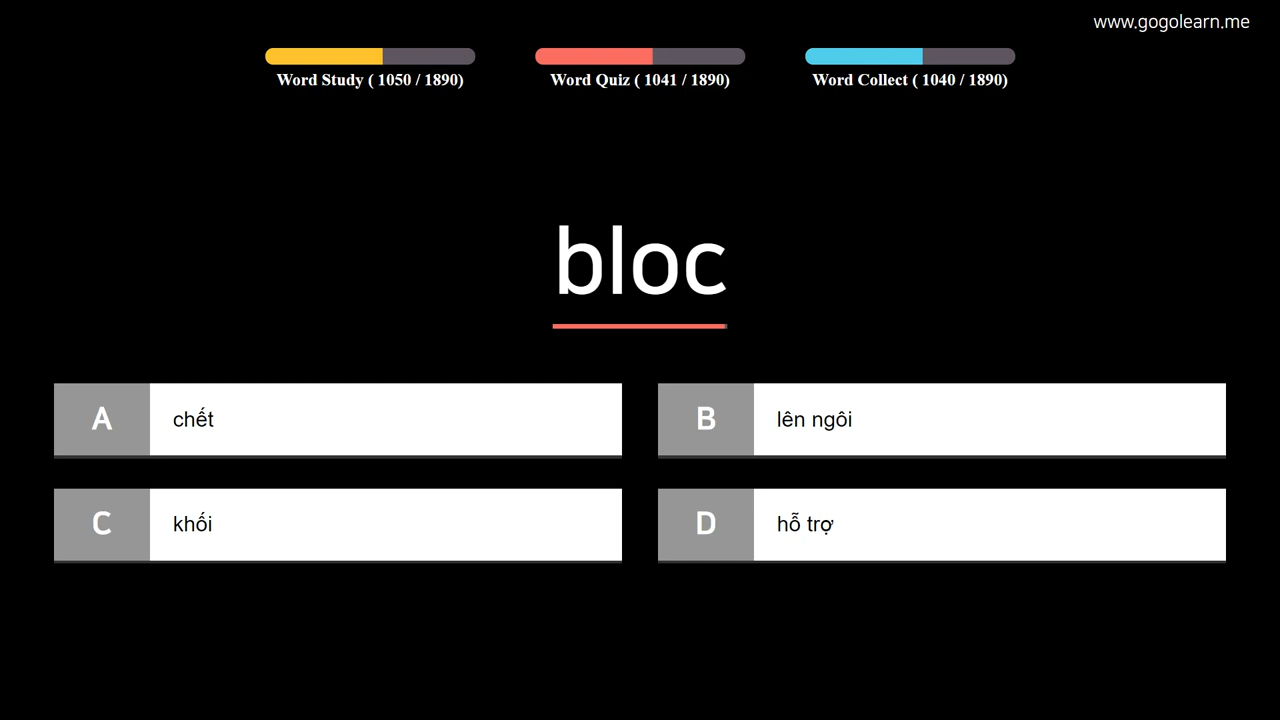 www.gogolearn.me
Word Study ( 1050 / 1890)
Word Quiz ( 1041 / 1890)
Word Collect ( 1040 / 1890)
bloc
A chết
B lên ngôi
C khối
D hỗ trợ